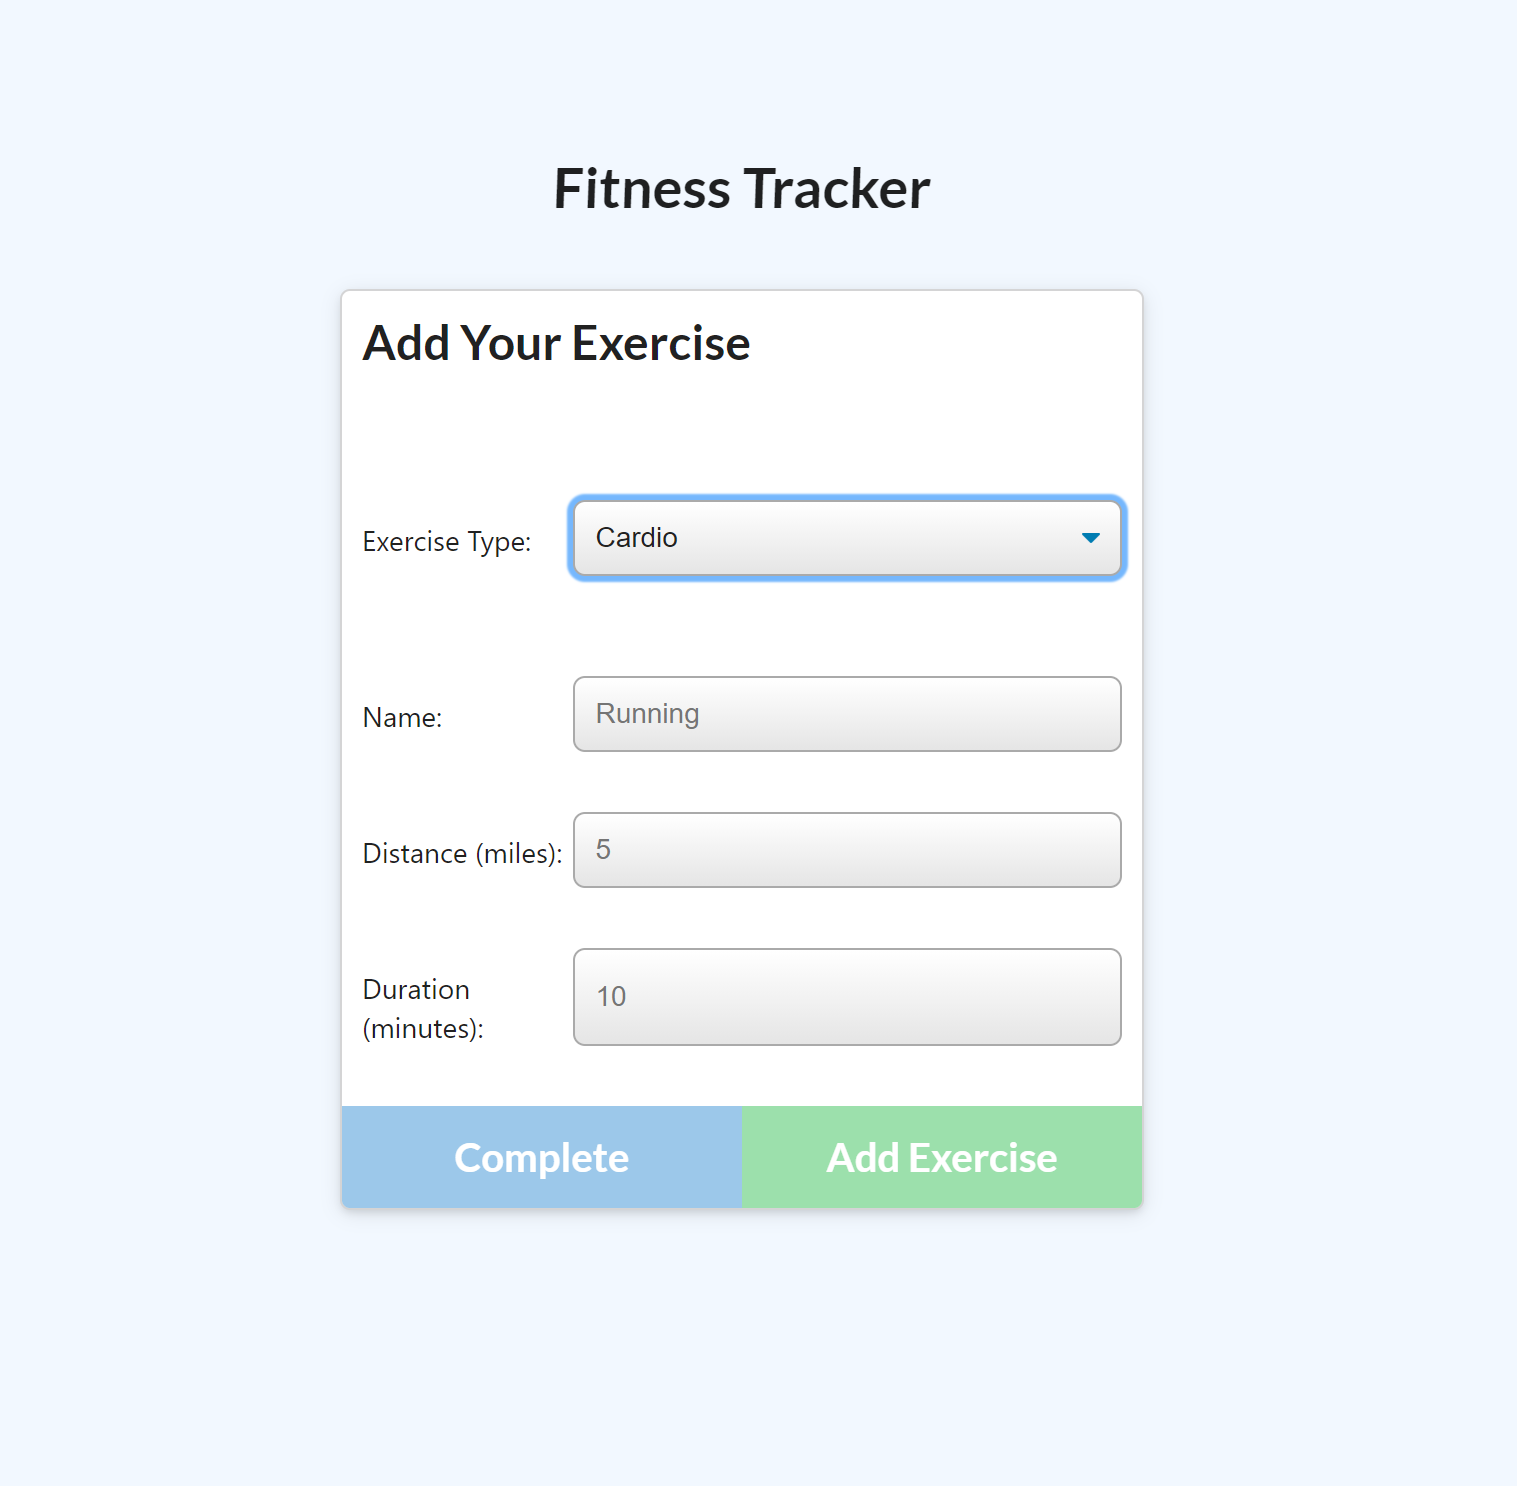 Fitness Tracker
Add Your Exercise
Exercise Type:
Cardio
Name:
Running
Distance (miles):
5
Duration
(minutes):
10
Complete
Add Exercise